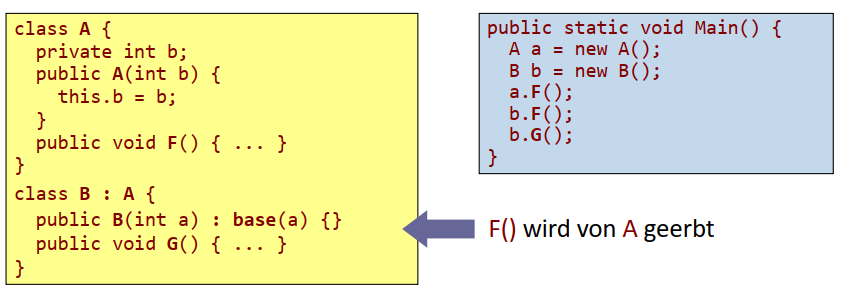 class A {
  private int b;
  public A(int b) {
    this.b = b;
  }
  public void F() { ... }
}
class B : A {
  public B(int a) : base(a) {}
  public void G() { ... }
}
public static void Main() {
  A a = new A();
  B b = new B();
  a.F();
  b.F();
  b.G();
}
F() wird von A geerbt